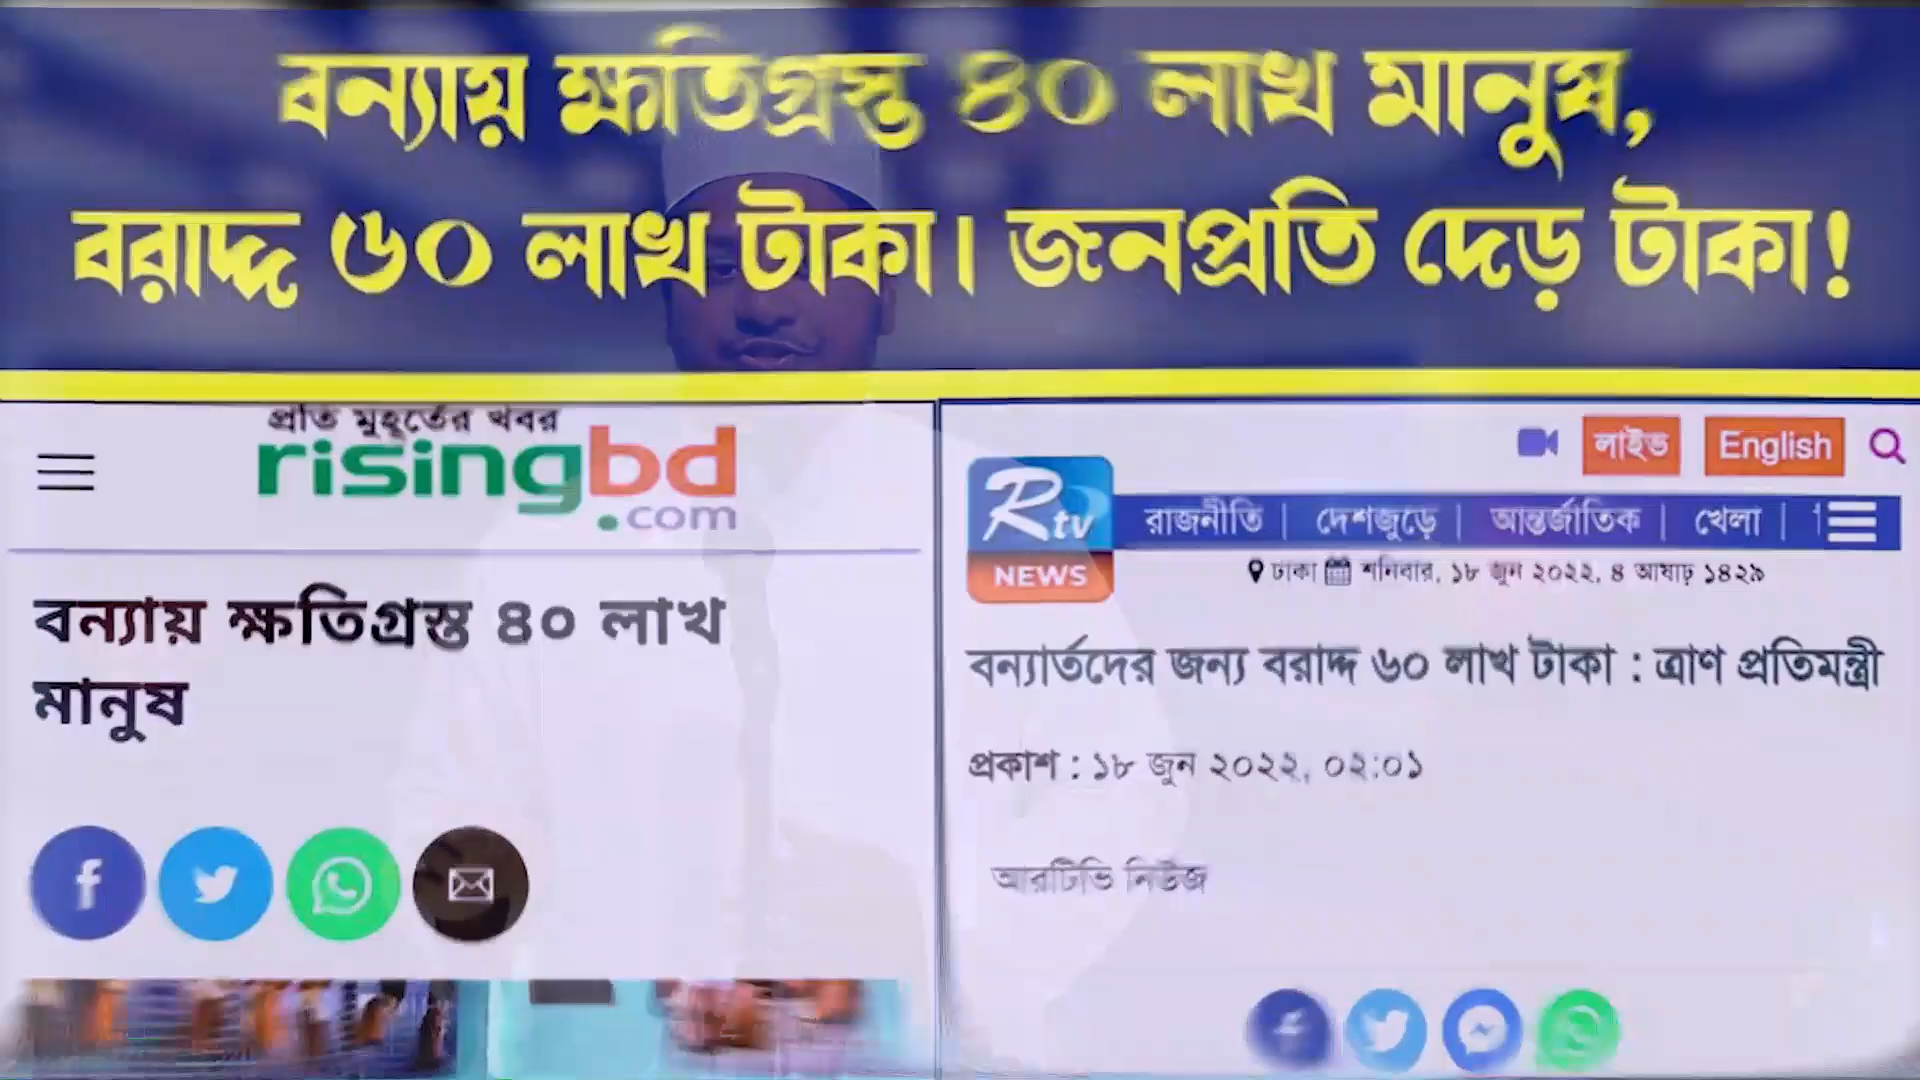 বন্যায় ক্ষতিগ্রস্ত ৪০ লাখ মানুষ,
বরাদ্দ ৬০ লাখ টাকা। জনপ্রতি দেড় টাকা!
প্রতি মুহূর্তের খবর
risingbd
.com
বন্যায় ক্ষতিগ্রস্ত ৪০ লাখ
মানুষ
লাইভ English
Rtv
NEWS
রাজনীতি | দেশজুড়ে | আন্তর্জাতিক | খেলা |
ঢাকা শনিবার, ১৮ জুন ২০২২, ৪ আষাঢ় ১৪২৯
বন্যার্তদের জন্য বরাদ্দ ৬০ লাখ টাকা : ত্রাণ প্রতিমন্ত্রী
প্রকাশ : ১৮ জুন ২০২২, ০২:০১
আরটিভি নিউজ